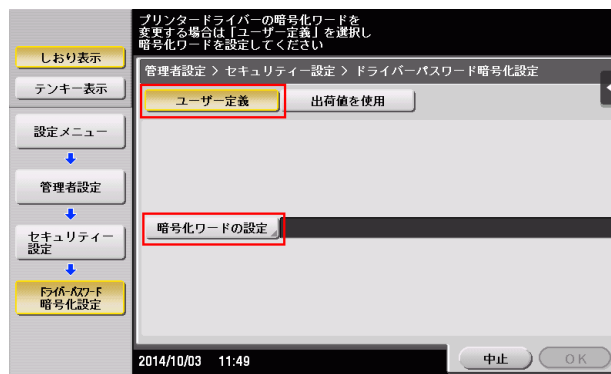 プリンタードライバーの暗号化ワードを
変更する場合は「ユーザー定義」を選択し
暗号化ワードを設定してください
しおり表示
テンキー表示
管理者設定 > セキュリティー設定 > ドライバーパスワード暗号化設定
ユーザー定義
出荷値を使用
設定メニュー
管理者設定
暗号化ワードの設定
セキュリティー
設定
ドライバーパスワード
暗号化設定
2014/10/03 11:49
中止
OK